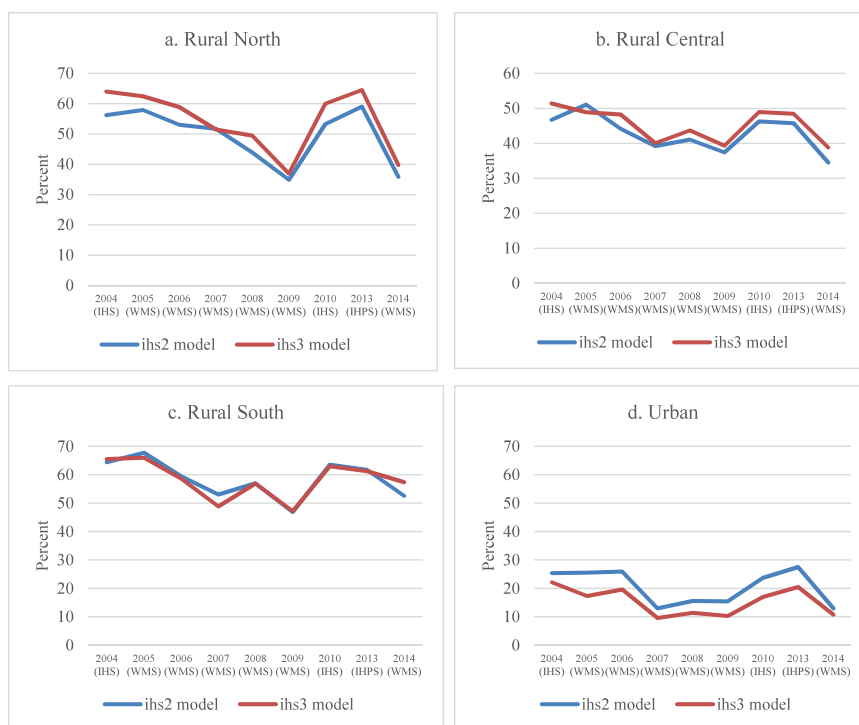 a. Rural North
70
60
50
40
30
20
10
0
Percent
2004 2005 2006 2007 2008 2009 2010 2013 2014
(IHS) (WMS) (WMS) (WMS) (WMS) (WMS) (IHS) (IHPS) (WMS)
ihs2 model ihs3 model
b. Rural Central
60
50
40
30
20
10
0
Percent
2004 2005 2006 2007 2008 2009 2010 2013 2014
(IHS) (WMS)(WMS)(WMS)(WMS)(WMS) (IHS) (IHPS) (WMS)
ihs2 model ihs3 model
c. Rural South
70
60
50
40
30
20
10
0
Percent
2004 2005 2006 2007 2008 2009 2010 2013 2014
(IHS) (WMS) (WMS) (WMS) (WMS) (WMS) (IHS) (IHPS) (WMS)
ihs2 model ihs3 model
d. Urban
70
60
50
40
30
20
10
0
Percent
2004 2005 2006 2007 2008 2009 2010 2013 2014
(IHS) (WMS)(WMS)(WMS)(WMS)(WMS) (IHS) (IHPS) (WMS)
ihs2 model ihs3 model